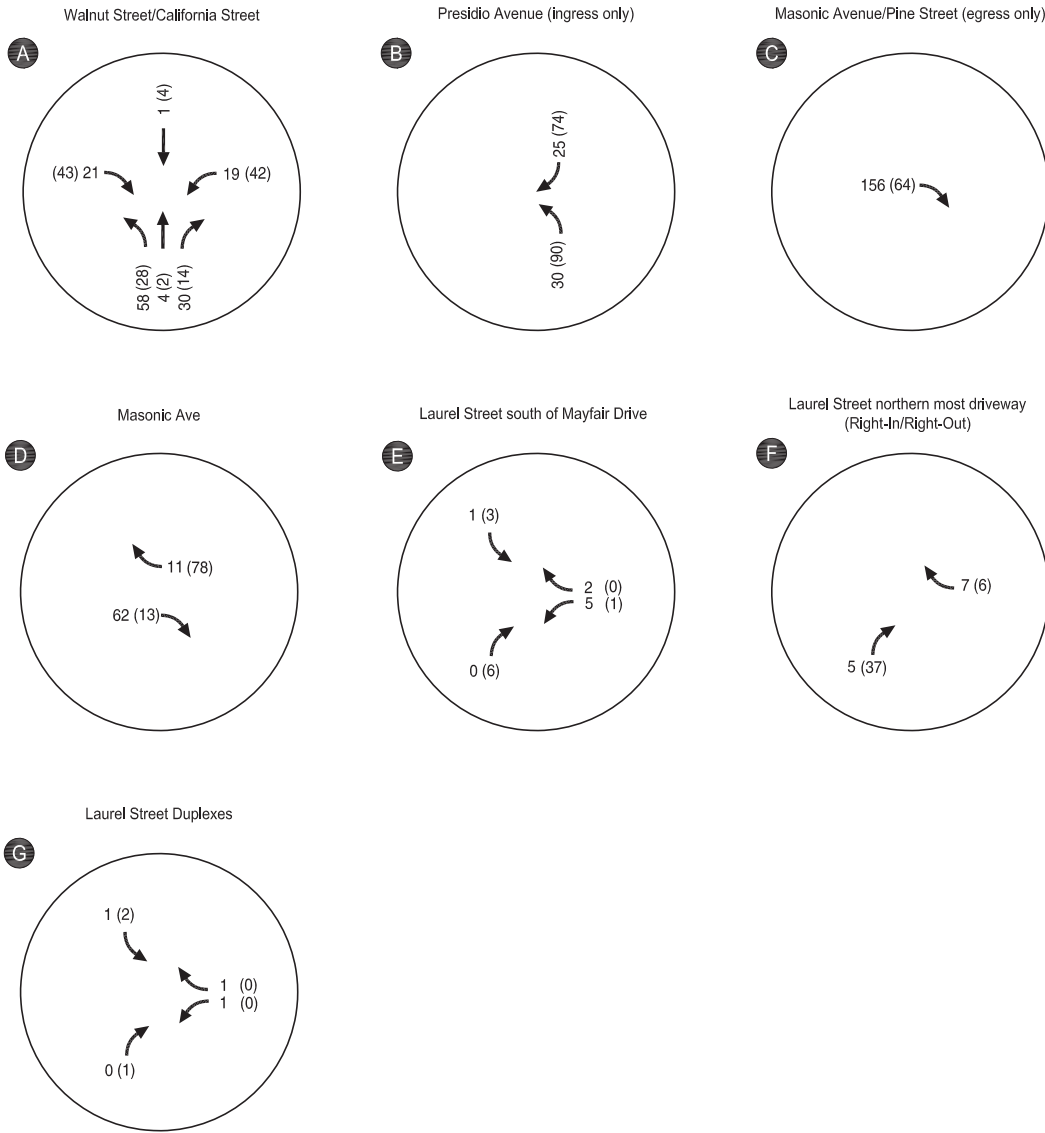 Walnut Street/California Street
A
1 (4)
(43) 21
19 (42)
58 (28)
4 (2)
30 (14)
Presidio Avenue (ingress only)
B
25 (74)
30 (90)
Masonic Avenue/Pine Street (egress only)
C
156 (64)
Masonic Ave
D
11 (78)
62 (13)
Laurel Street south of Mayfair Drive
E
1 (3)
2 (0)
5 (1)
0 (6)
Laurel Street northern most driveway
(Right-In/Right-Out)
F
7 (6)
5 (37)
Laurel Street Duplexes
G
1 (2)
1 (0)
1 (0)
0 (1)